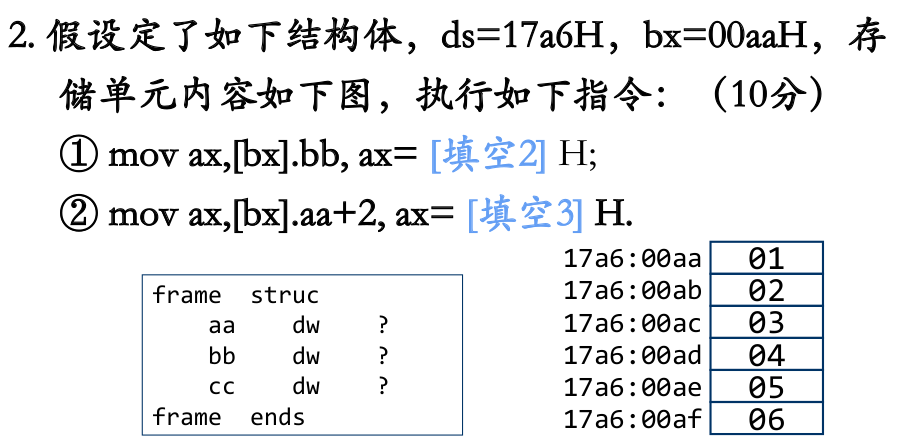 2. 假设定了如下结构体，ds=17a6H，bx=00aaH，存
储单元内容如下图，执行如下指令：（10分）
① mov ax,[bx].bb, ax= [填空2] H;
② mov ax,[bx].aa+2, ax= [填空3] H.
frame struc
aa dw ?
bb dw ?
cc dw ?
frame ends
17a6:00aa 01
17a6:00ab 02
17a6:00ac 03
17a6:00ad 04
17a6:00ae 05
17a6:00af 06